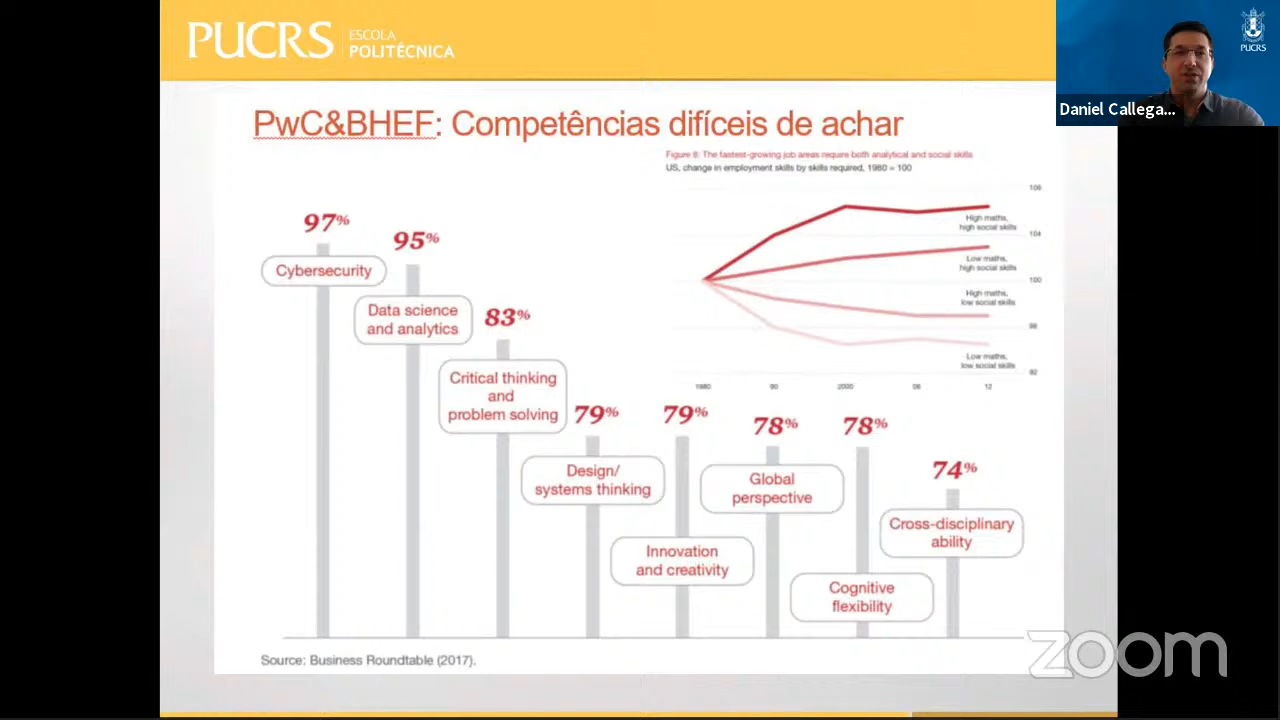 PUCRS
ESCOLA
POLITÉCNICA
PUCRS
Daniel Callega...
PwC&BHEF: Competências difíceis de achar
Figure 8: The fastest-growing job areas require both analytical and social skills
US, change in employment skills by skills required, 1980 = 100
104
100
92
High maths,
high social skills
Low maths,
high social skills
High maths,
low social skills
Low maths,
low social skills
1980
90
2000
06
12
97%
Cybersecurity
95%
Data science
and analytics
83%
Critical thinking
and
problem solving
79%
Design/
systems thinking
79%
Innovation
and creativity
78%
Global
perspective
78%
Cognitive
flexibility
74%
Cross-disciplinary
ability
Source: Business Roundtable (2017).
zoom